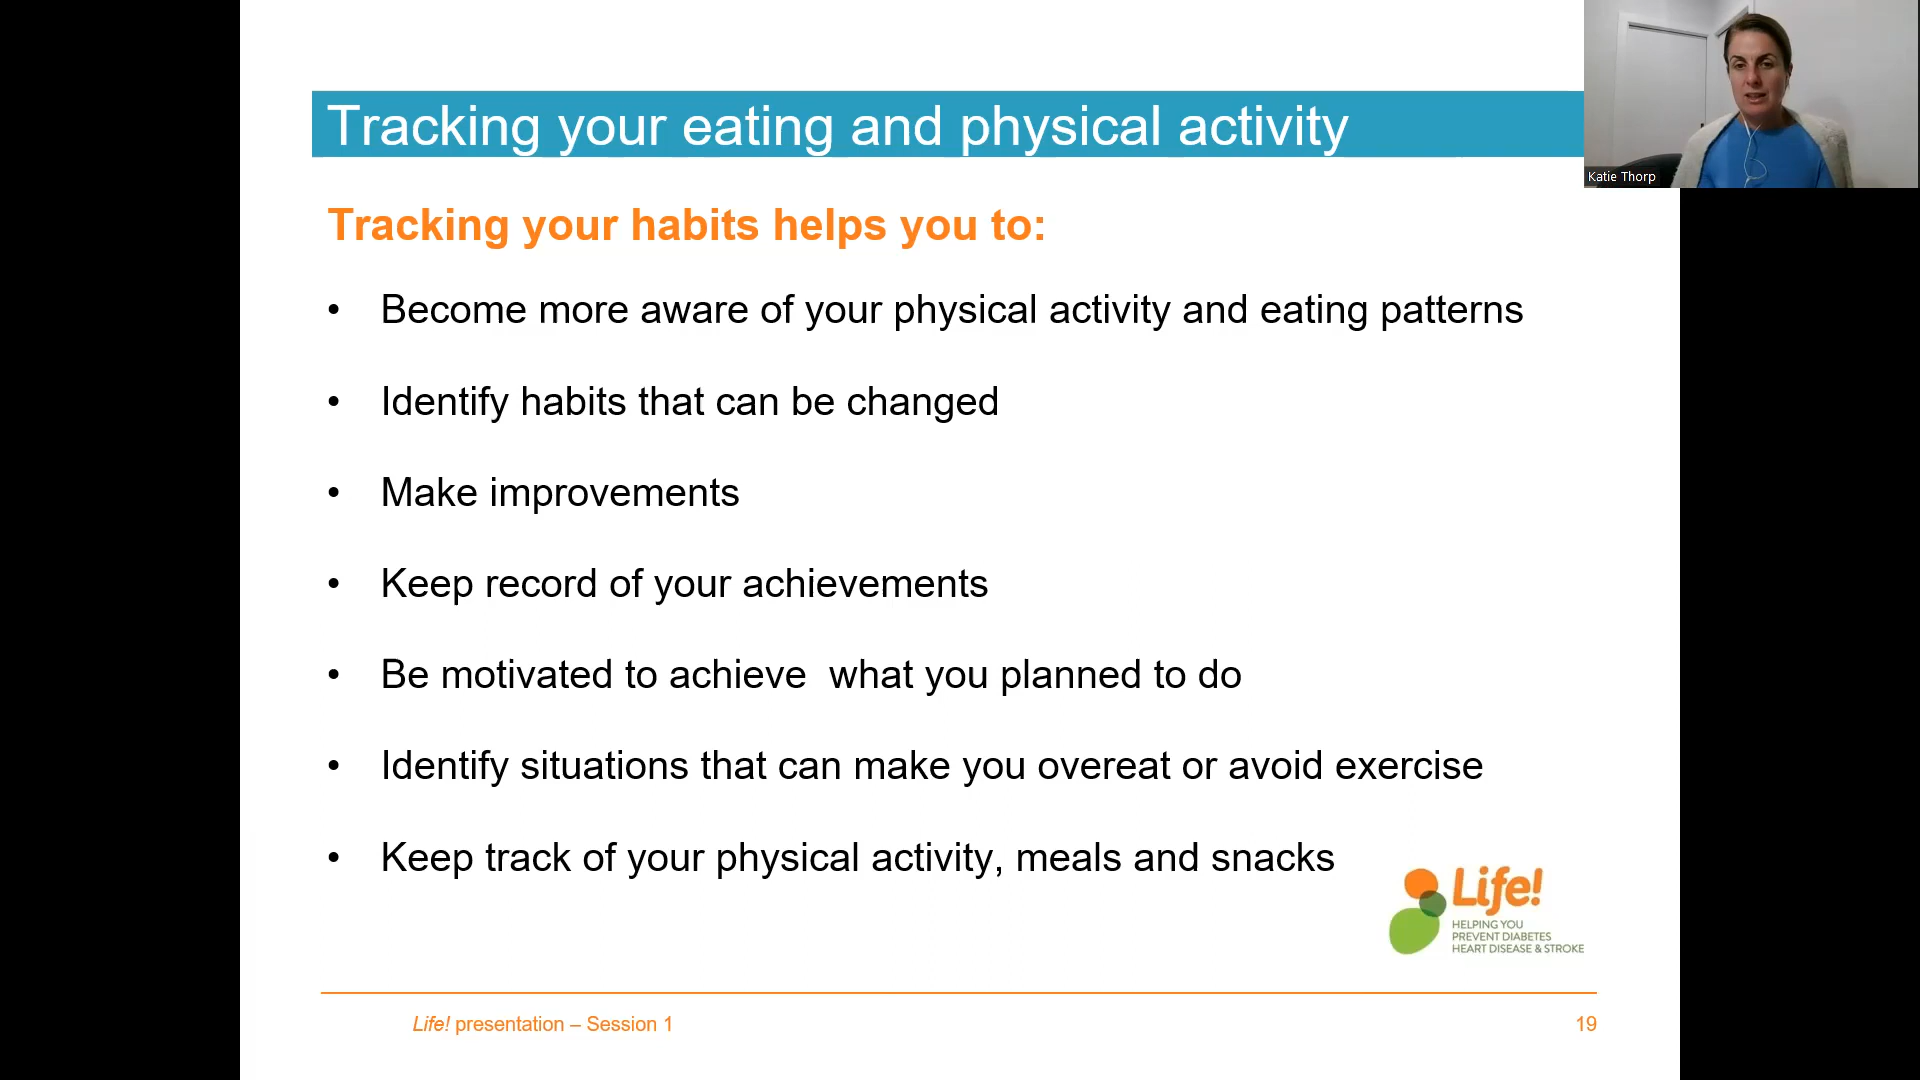 Tracking your eating and physical activity
Katie Thorp
Tracking your habits helps you to:
• Become more aware of your physical activity and eating patterns
• Identify habits that can be changed
• Make improvements
• Keep record of your achievements
• Be motivated to achieve  what you planned to do
• Identify situations that can make you overeat or avoid exercise
• Keep track of your physical activity, meals and snacks
Life!
HELPING YOU
PREVENT DIABETES
HEART DISEASE & STROKE
Life! presentation – Session 1
19